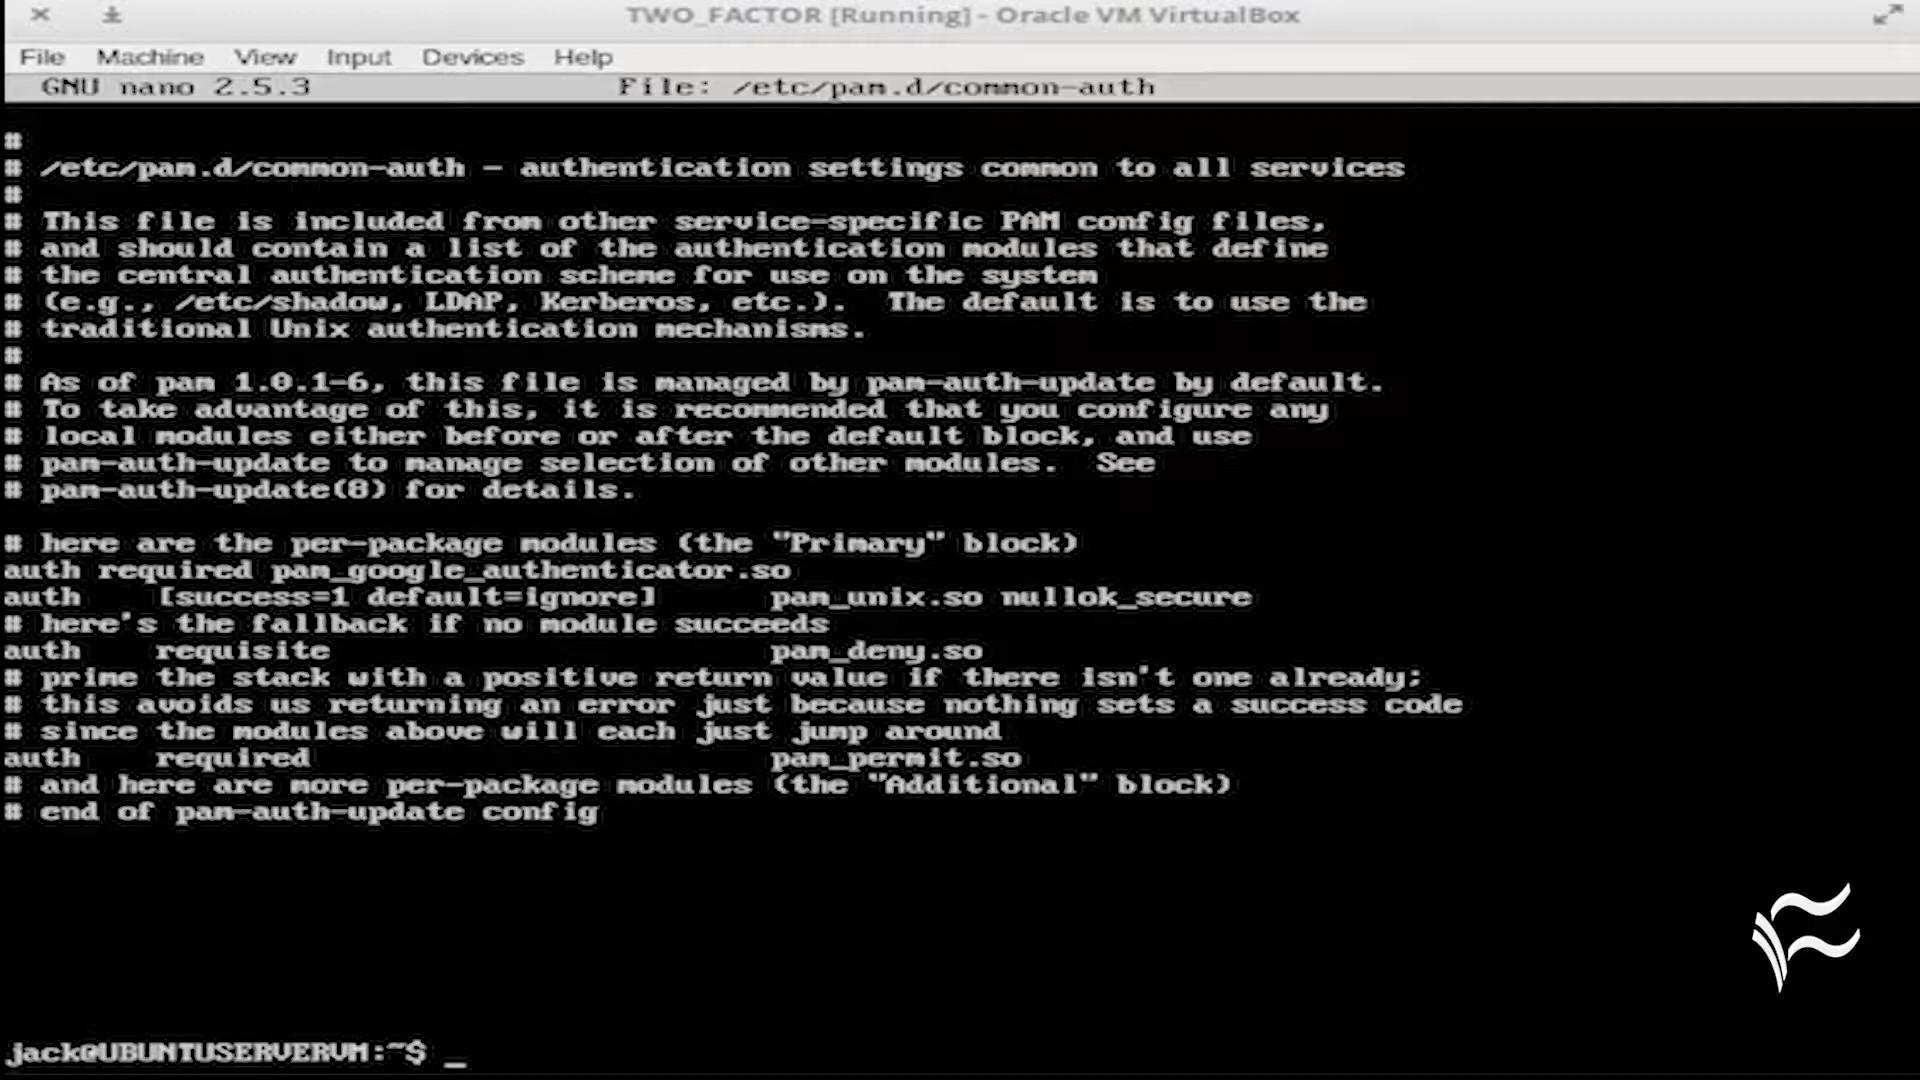 TWO_FACTOR [Running] - Oracle VM VirtualBox
File Machine View Input Devices Help
GNU nano 2.5.3 File: /etc/pam.d/common-auth
#
# /etc/pam.d/common-auth - authentication settings common to all services
#
# This file is included from other service-specific PAM config files,
# and should contain a list of the authentication modules that define
# the central authentication scheme for use on the system
# (e.g., /etc/shadow, LDAP, Kerberos, etc.).  The default is to use the
# traditional Unix authentication mechanisms.
#
# As of pam 1.0.1-6, this file is managed by pam-auth-update by default.
# To take advantage of this, it is recommended that you configure any
# local modules either before or after the default block, and use
# pam-auth-update to manage selection of other modules.  See
# pam-auth-update(8) for details.
# here are the per-package modules (the "Primary" block)
auth required pam_google_authenticator.so
auth    [success=1 default=ignore]      pam_unix.so nullok_secure
# here's the fallback if no module succeeds
auth    requisite                       pam_deny.so
# prime the stack with a positive return value if there isn't one already;
# this avoids us returning an error just because nothing sets a success code
# since the modules above will each just jump around
auth    required                        pam_permit.so
# and here are more per-package modules (the "Additional" block)
# end of pam-auth-update config
jack@UBUNTUSERVERVM:~$ _